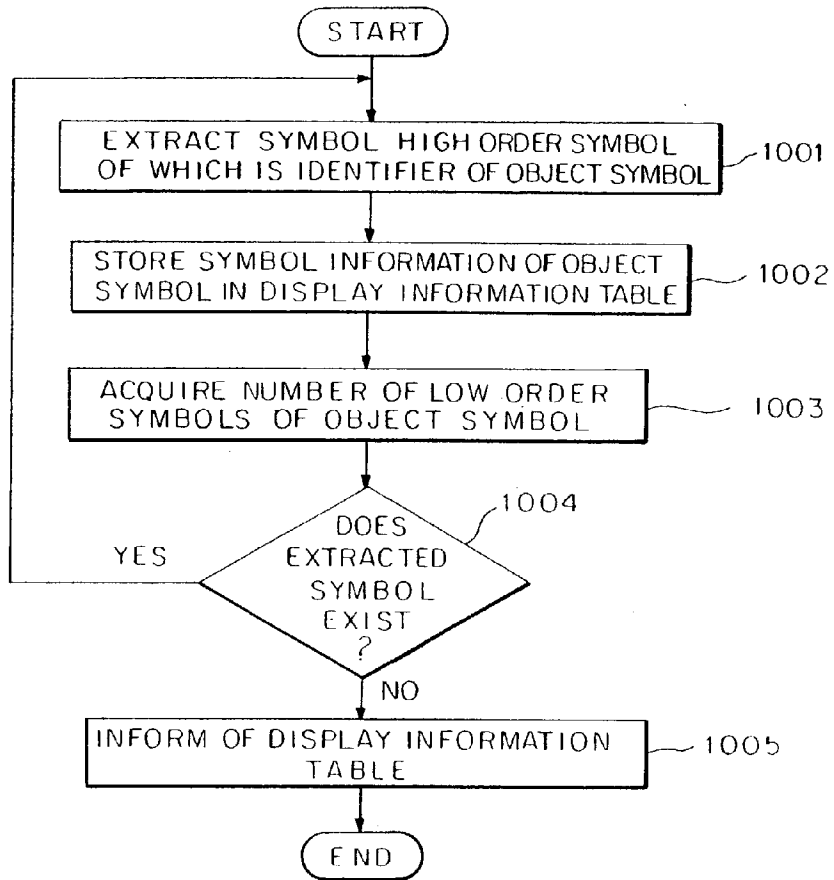 START
EXTRACT SYMBOL HIGH ORDER SYMBOL
OF WHICH IS IDENTIFIER OF OBJECT SYMBOL
1001
STORE SYMBOL INFORMATION OF OBJECT
SYMBOL IN DISPLAY INFORMATION TABLE
1002
ACQUIRE NUMBER OF LOW ORDER
SYMBOLS OF OBJECT SYMBOL
1003
1004
DOES
EXTRACTED
SYMBOL
EXIST
?
YES
NO
INFORM OF DISPLAY INFORMATION
TABLE
1005
END